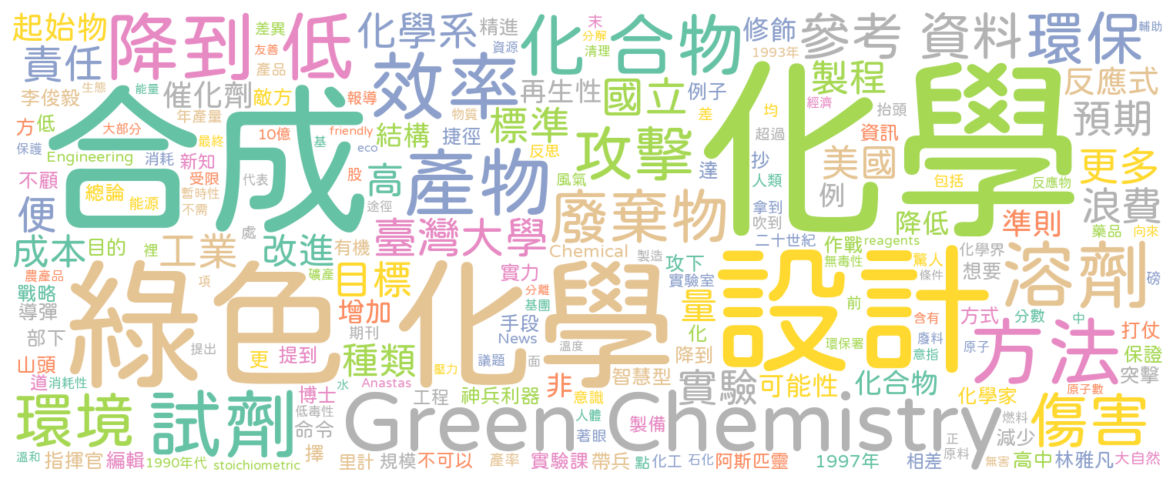 起始物 差異 末 1993年 輔助
友善 化學系 精進 分解 修飾 參考 資料 環保
責任 降到 低 資源 清理 化合物
產品 效率 製程
生態 能量 再生性 國立 例子 經濟 抬頭 反應式
李俊毅 催化劑 敵方 報導 物質 差 均
方 低 大部分 年產量 結構 捷徑 標準 攻擊 超過 資訊 預期
最終 10億 基 friendly 反思
保護 Engineering 消耗 新知 eco 達 抄 美國 更多
不顧 合成 受限 股 產物 風氣 人類 例 化學 包括 反應物
總論 暫時性 代表 高 廢棄物 拿到 降低 準則 浪費
便 能源 不需 途徑 臺灣大學 吹到 藥品 向來
處 二十世紀 作戰 reagents
成本 目的 裡 工業 改進 有機 Chemical 製造 無毒性 驚人 化學界
農產品 礦產 目標 實力 攻下 條件 想要 磅
戰略 項 分離 實驗室 溶劑
導彈 綠色化學 增加 基團 量 前 設計 含有 方式 分數 中
部下 期刊 手段 化 環保署 廢料 原子 方法 打仗
提出 更 提到 種類 News 議題 面 溫度 降到 意指 保證
山頭 智慧型 突擊
道 消耗性 博士 壓力 Anastas 非 意識 實驗 可能性 化合物 化學家 原子數
水 工程 神兵利器 燃料
環境 試劑 低毒性 Green Chemistry 人體 製備 傷害
命令 著眼 正 減少
溫和 指揮官 編輯 1990年代 stoichiometric 擇 里計 規模 不可以 產率 實驗課 帶兵 點 化工 石化 阿斯匹靈 1997年 相差 原料 無害 高中 林雅凡 大自然